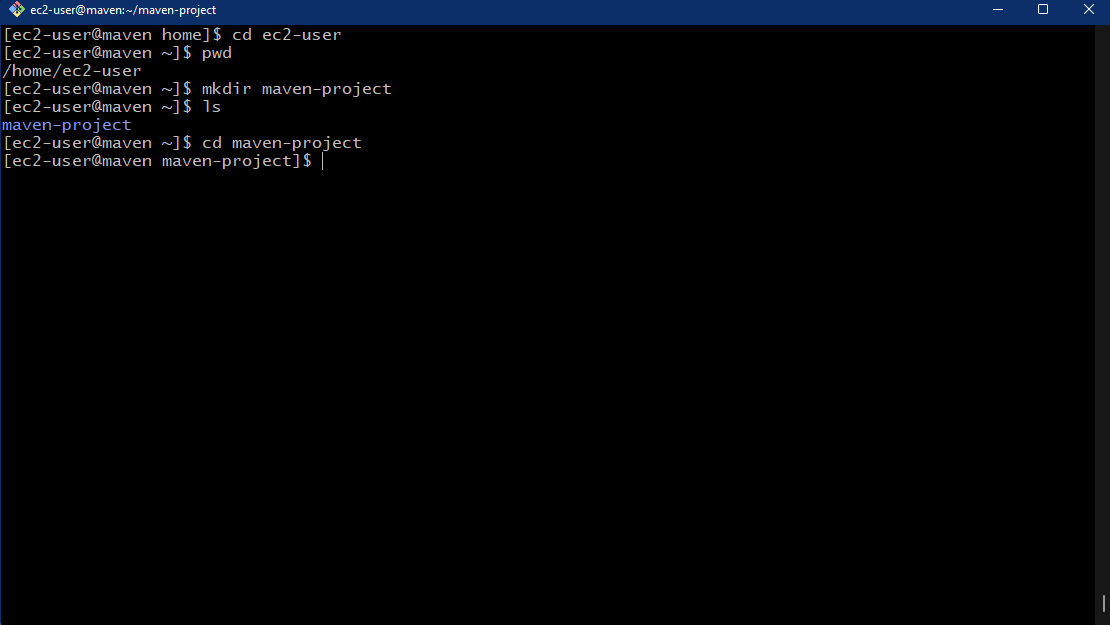 ec2-user@maven:~/maven-project
[ec2-user@maven home]$ cd ec2-user
[ec2-user@maven ~]$ pwd
/home/ec2-user
[ec2-user@maven ~]$ mkdir maven-project
[ec2-user@maven ~]$ ls
maven-project
[ec2-user@maven ~]$ cd maven-project
[ec2-user@maven maven-project]$